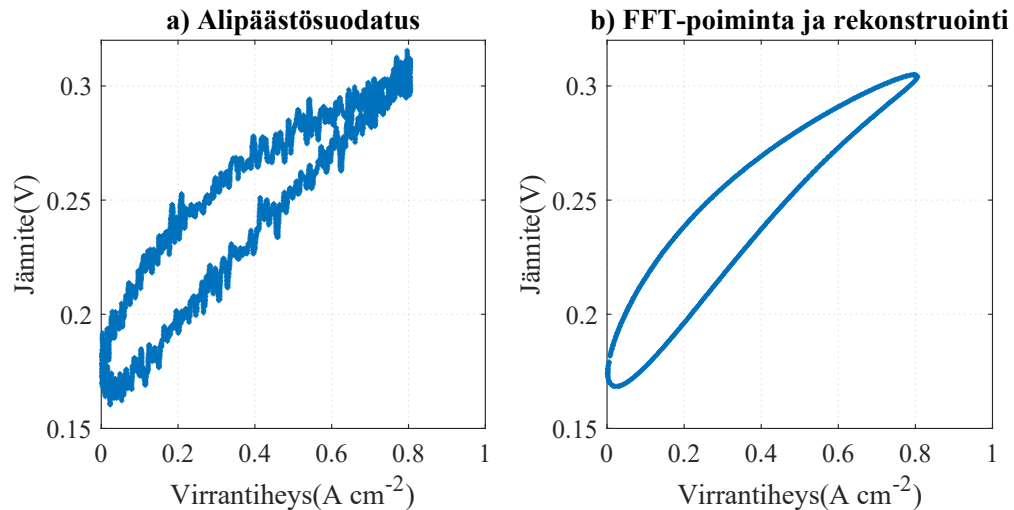 a) Alipäästösuodatus
0.3
0.25
0.2
0.15
0 0.2 0.4 0.6 0.8 1
Jännite(V)
Virrantiheys(A cm-2)
b) FFT-poiminta ja rekonstruointi
0.3
0.25
0.2
0.15
0 0.2 0.4 0.6 0.8 1
Jännite(V)
Virrantiheys(A cm-2)